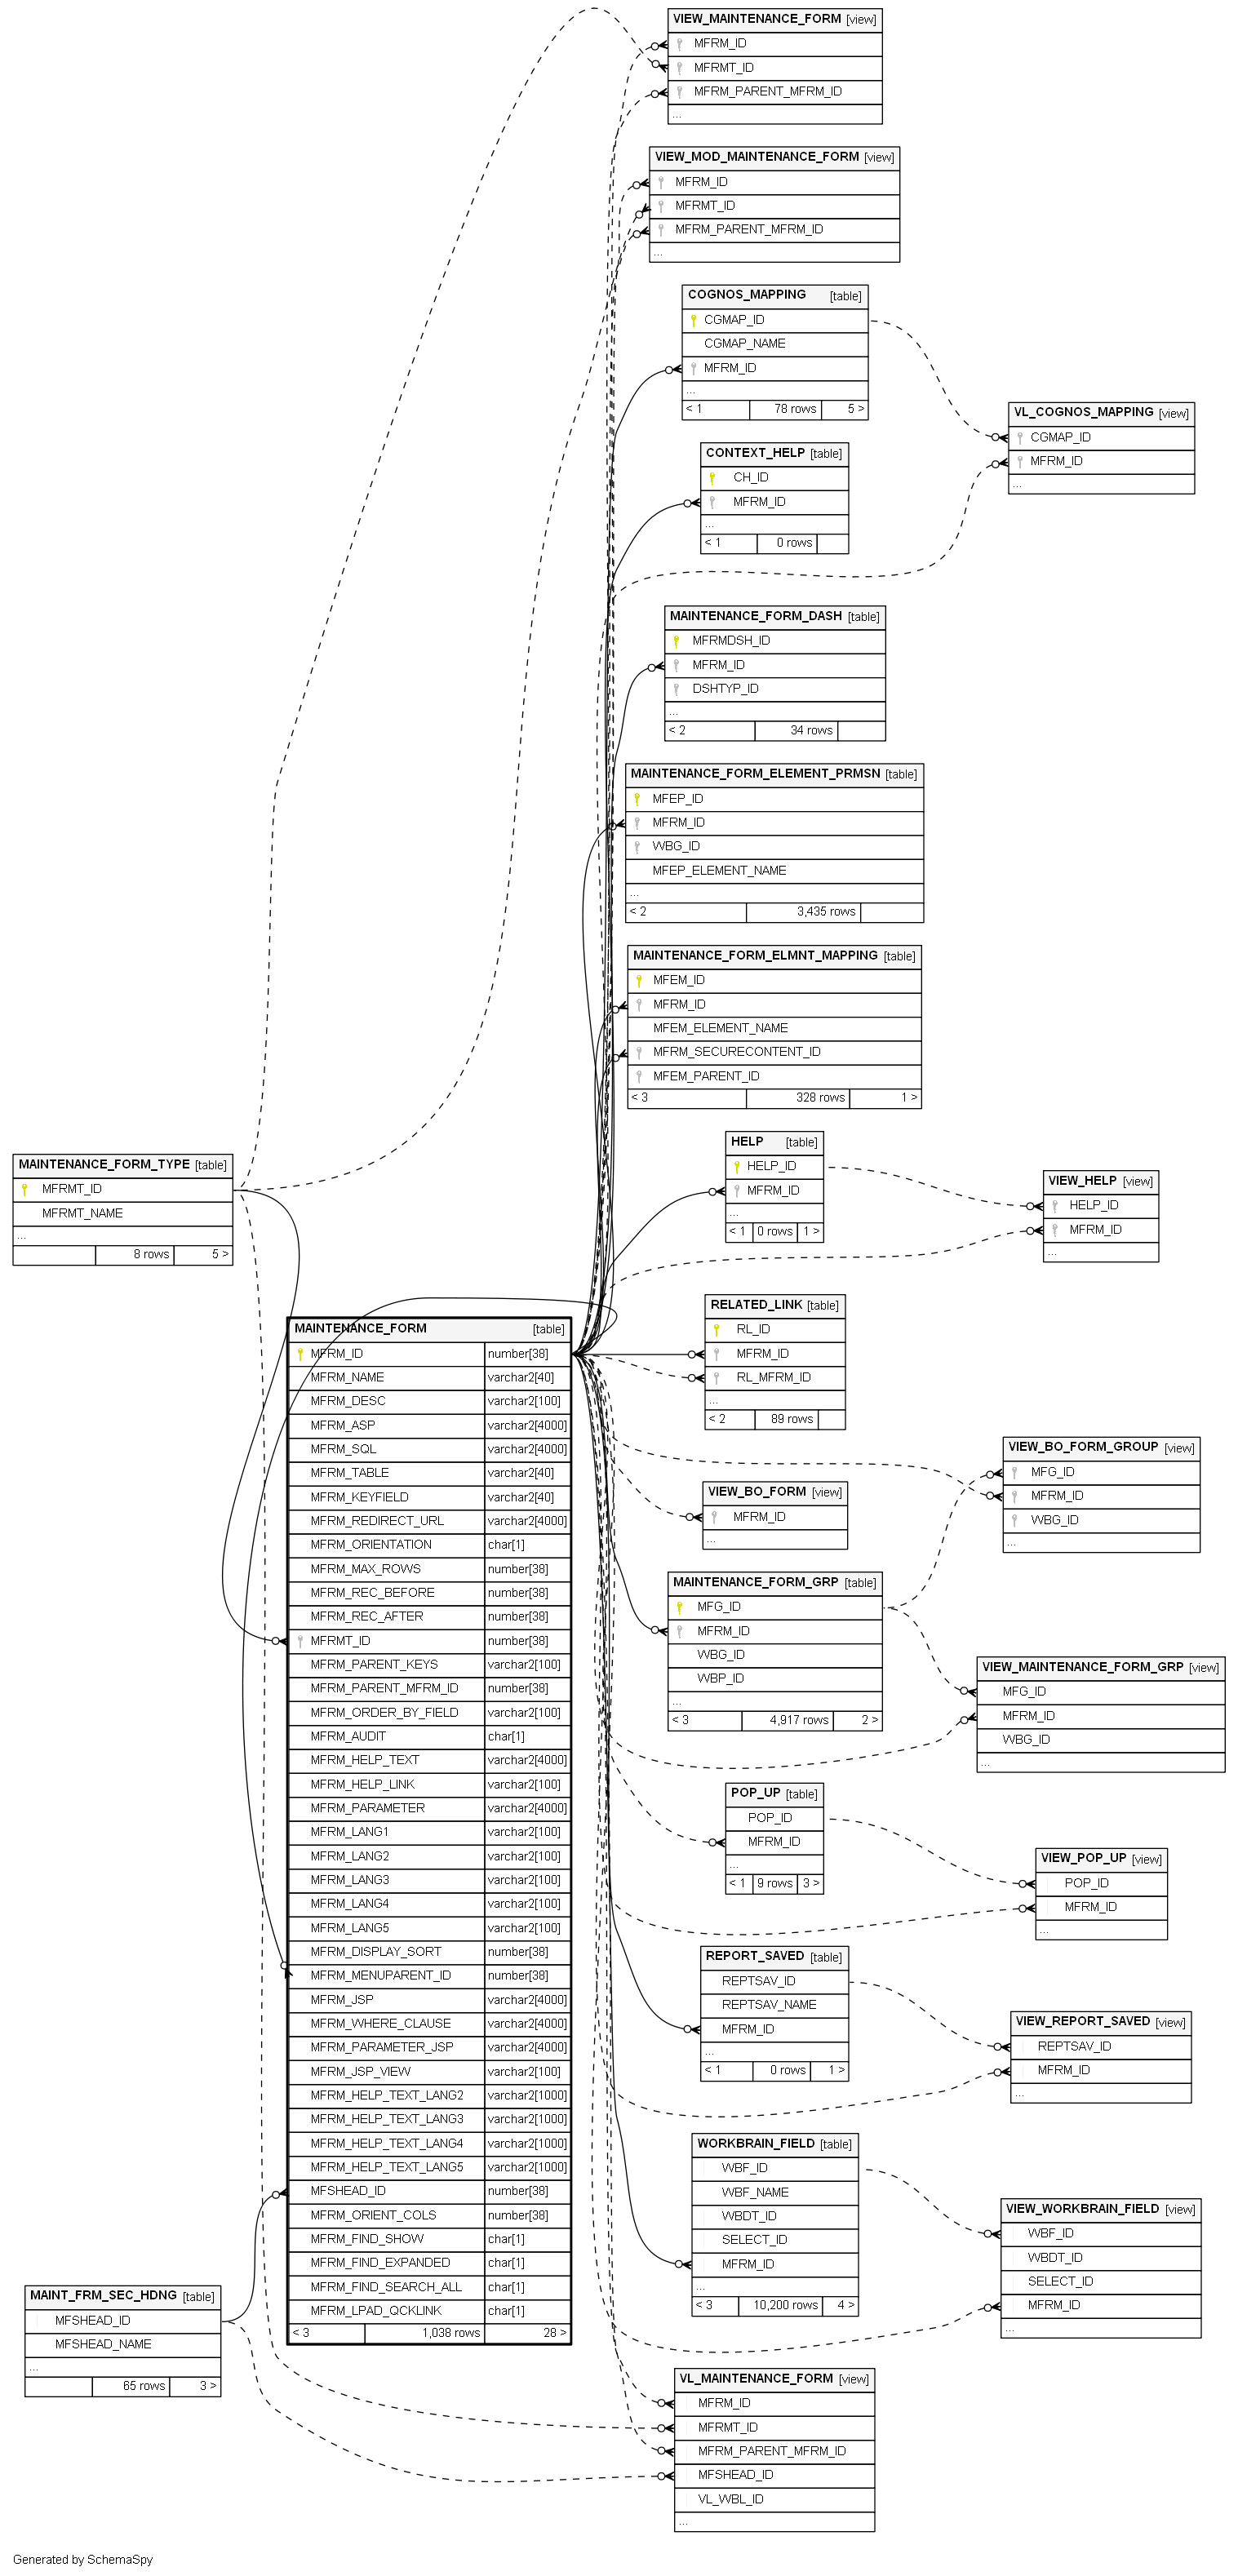 VIEW_MAINTENANCE_FORM [view]
MFRM_ID
MFRMT_ID
MFRM_PARENT_MFRM_ID
...
VIEW_MOD_MAINTENANCE_FORM [view]
MFRM_ID
MFRMT_ID
MFRM_PARENT_MFRM_ID
...
COGNOS_MAPPING [table]
CGMAP_ID
CGMAP_NAME
MFRM_ID
...
< 1 78 rows 5 >
VL_COGNOS_MAPPING [view]
CGMAP_ID
MFRM_ID
...
CONTEXT_HELP [table]
CH_ID
MFRM_ID
...
< 1 0 rows
MAINTENANCE_FORM_DASH [table]
MFRMDSH_ID
MFRM_ID
DSHTYP_ID
...
< 2 34 rows
MAINTENANCE_FORM_ELEMENT_PRMSN [table]
MFEP_ID
MFRM_ID
WBG_ID
MFEP_ELEMENT_NAME
...
< 2 3,435 rows
MAINTENANCE_FORM_ELMNT_MAPPING [table]
MFEM_ID
MFRM_ID
MFEM_ELEMENT_NAME
MFRM_SECURECONTENT_ID
MFEM_PARENT_ID
< 3 328 rows 1 >
HELP [table]
HELP_ID
MFRM_ID
...
< 1 0 rows 1 >
VIEW_HELP [view]
HELP_ID
MFRM_ID
...
MAINTENANCE_FORM_TYPE [table]
MFRMT_ID
MFRMT_NAME
...
8 rows 5 >
RELATED_LINK [table]
RL_ID
MFRM_ID
RL_MFRM_ID
...
< 2 89 rows
MAINTENANCE_FORM [table]
MFRM_ID number[38]
MFRM_NAME varchar2[40]
MFRM_DESC varchar2[100]
MFRM_ASP varchar2[4000]
MFRM_SQL varchar2[4000]
MFRM_TABLE varchar2[40]
MFRM_KEYFIELD varchar2[40]
MFRM_REDIRECT_URL varchar2[4000]
MFRM_ORIENTATION char[1]
MFRM_MAX_ROWS number[38]
MFRM_REC_BEFORE number[38]
MFRM_REC_AFTER number[38]
MFRMT_ID number[38]
MFRM_PARENT_KEYS varchar2[100]
MFRM_PARENT_MFRM_ID number[38]
MFRM_ORDER_BY_FIELD varchar2[100]
MFRM_AUDIT char[1]
MFRM_HELP_TEXT varchar2[4000]
MFRM_HELP_LINK varchar2[100]
MFRM_PARAMETER varchar2[4000]
MFRM_LANG1 varchar2[100]
MFRM_LANG2 varchar2[100]
MFRM_LANG3 varchar2[100]
MFRM_LANG4 varchar2[100]
MFRM_LANG5 varchar2[100]
MFRM_DISPLAY_SORT number[38]
MFRM_MENUPARENT_ID number[38]
MFRM_JSP varchar2[4000]
MFRM_WHERE_CLAUSE varchar2[4000]
MFRM_PARAMETER_JSP varchar2[4000]
MFRM_JSP_VIEW varchar2[100]
MFRM_HELP_TEXT_LANG2 varchar2[1000]
MFRM_HELP_TEXT_LANG3 varchar2[1000]
MFRM_HELP_TEXT_LANG4 varchar2[1000]
MFRM_HELP_TEXT_LANG5 varchar2[1000]
MFSHEAD_ID number[38]
MFRM_ORIENT_COLS number[38]
MFRM_FIND_SHOW char[1]
MFRM_FIND_EXPANDED char[1]
MFRM_FIND_SEARCH_ALL char[1]
MFRM_LPAD_QCKLINK char[1]
< 3 1,038 rows 28 >
VIEW_BO_FORM_GROUP [view]
MFG_ID
MFRM_ID
WBG_ID
...
VIEW_BO_FORM [view]
MFRM_ID
...
MAINTENANCE_FORM_GRP [table]
MFG_ID
MFRM_ID
WBG_ID
WBP_ID
...
< 3 4,917 rows 2 >
VIEW_MAINTENANCE_FORM_GRP [view]
MFG_ID
MFRM_ID
WBG_ID
...
POP_UP [table]
POP_ID
MFRM_ID
...
< 1 9 rows 3 >
VIEW_POP_UP [view]
POP_ID
MFRM_ID
...
REPORT_SAVED [table]
REPTSAV_ID
REPTSAV_NAME
MFRM_ID
...
< 1 0 rows 1 >
VIEW_REPORT_SAVED [view]
REPTSAV_ID
MFRM_ID
...
WORKBRAIN_FIELD [table]
WBF_ID
WBF_NAME
WBDT_ID
SELECT_ID
MFRM_ID
...
< 3 10,200 rows 4 >
VIEW_WORKBRAIN_FIELD [view]
WBF_ID
WBDT_ID
SELECT_ID
MFRM_ID
...
MAINT_FRM_SEC_HDNG [table]
MFSHEAD_ID
MFSHEAD_NAME
...
65 rows 3 >
VL_MAINTENANCE_FORM [view]
MFRM_ID
MFRMT_ID
MFRM_PARENT_MFRM_ID
MFSHEAD_ID
VL_WBL_ID
...
Generated by SchemaSpy